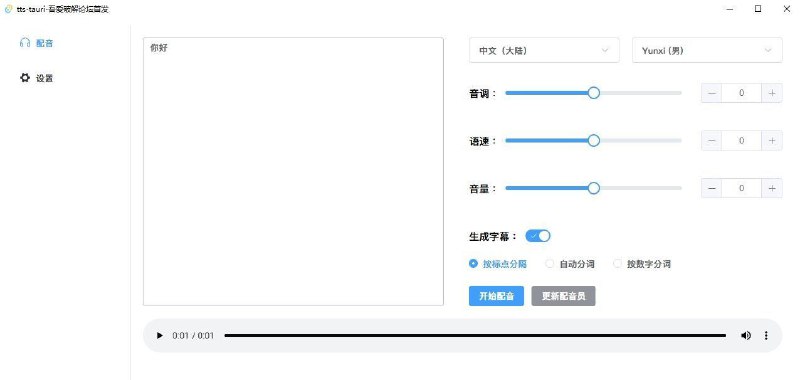 tts-tauri-吾爱破解论坛首发
配音
设置
你好
中文（大陆）
Yunxi (男)
音调：
0
语速：
0
音量：
0
生成字幕：
按标点分隔
自动分词
按数字分词
开始配音
更新配音员
0:01 / 0:01